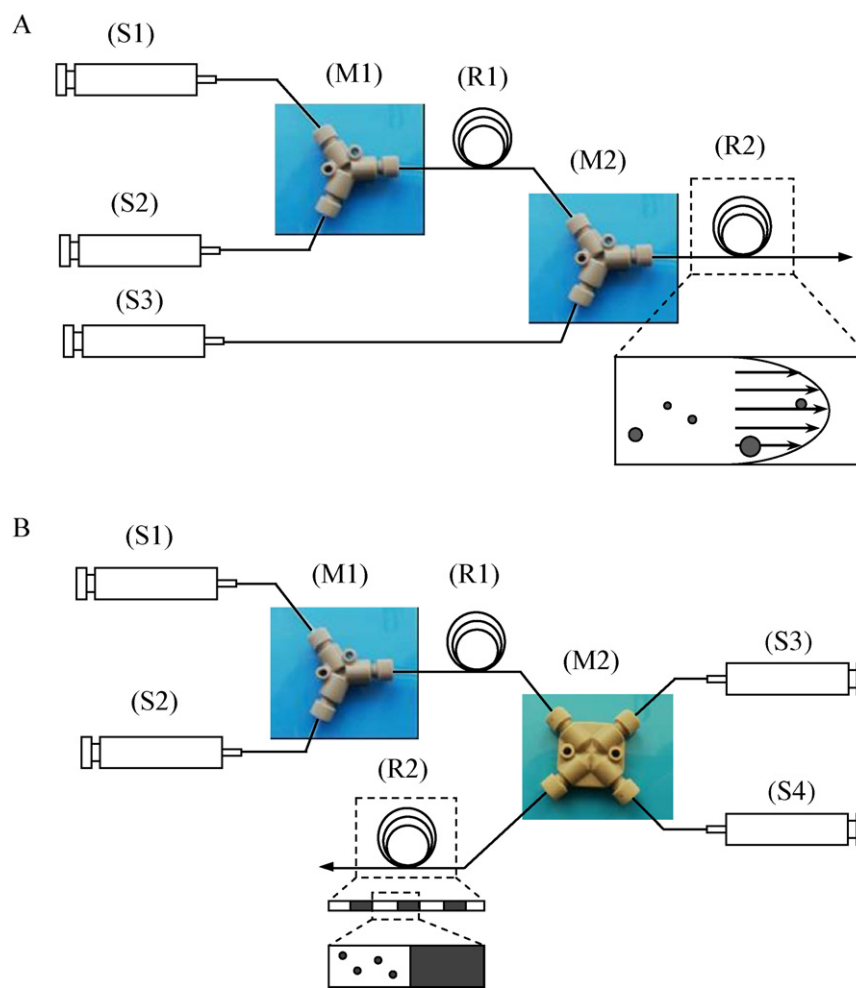 A
(S1)
(M1)
(R1)
(M2)
(R2)
(S2)
(S3)
B
(S1)
(M1)
(R1)
(S3)
(M2)
(S2)
(R2)
(S4)